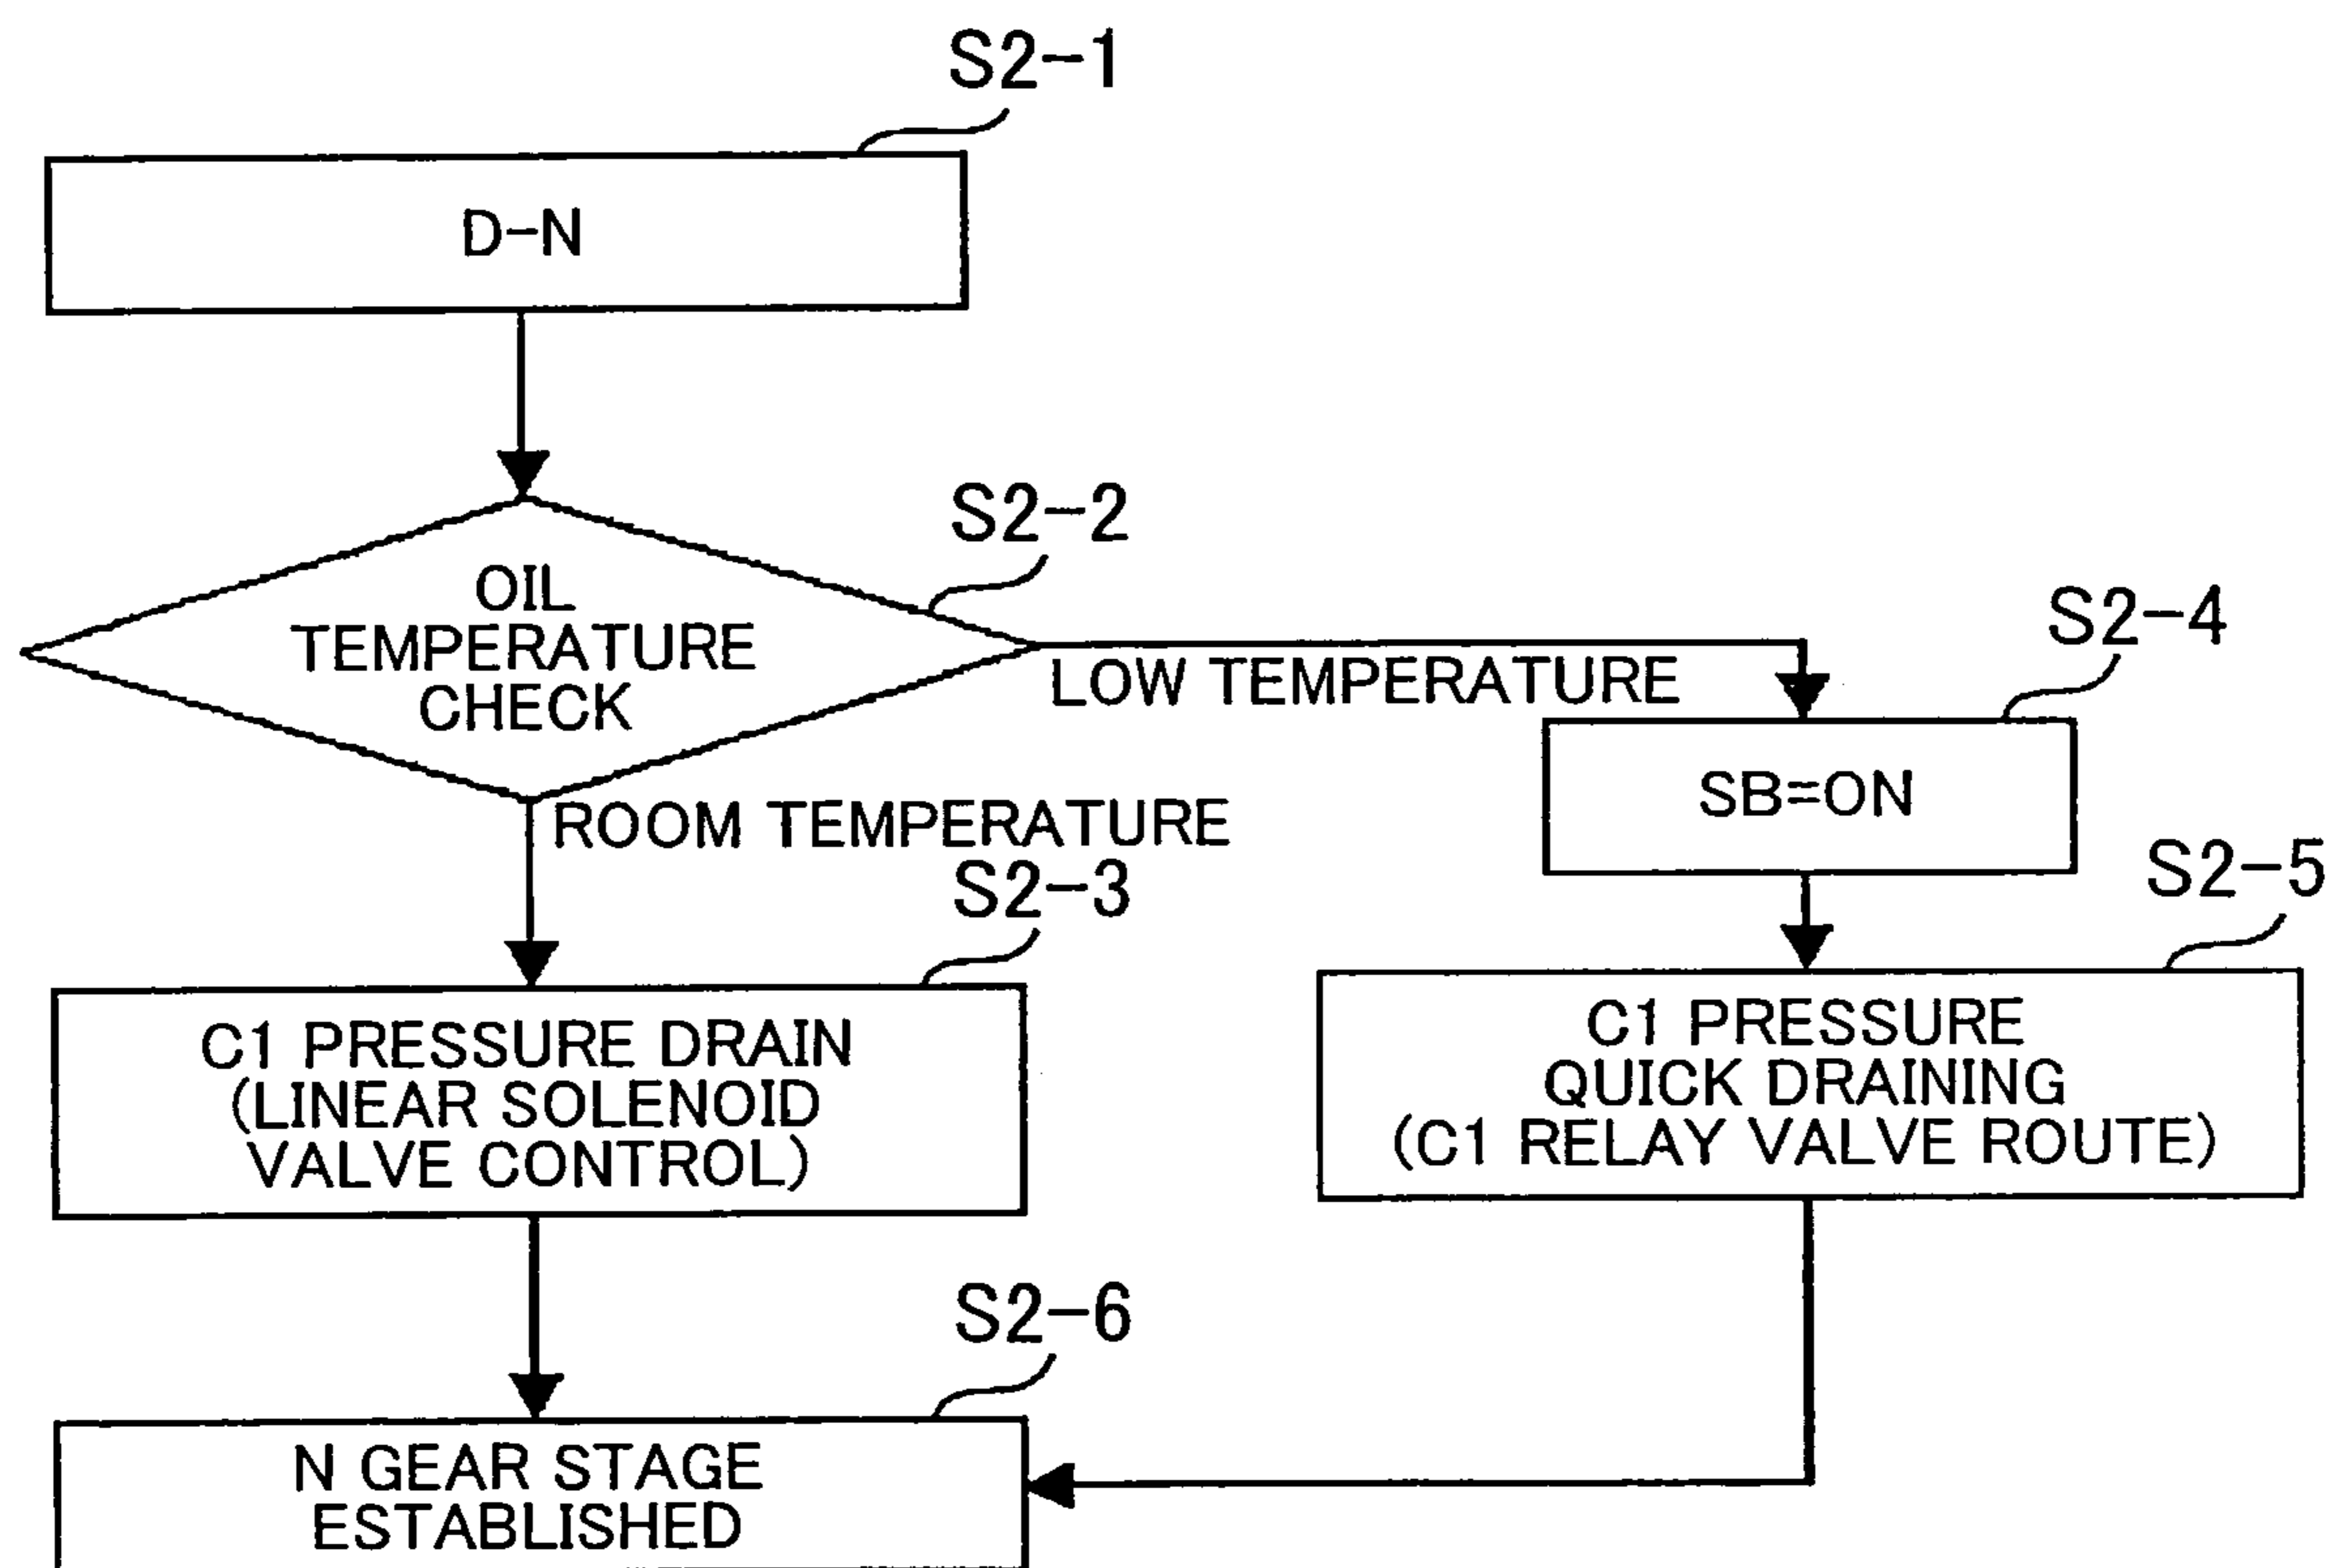 S2-1
D-N
S2-2
OIL
TEMPERATURE
CHECK
LOW TEMPERATURE
S2-4
SB=ON
ROOM TEMPERATURE
S2-3
C1 PRESSURE DRAIN
(LINEAR SOLENOID
VALVE CONTROL)
S2-5
C1 PRESSURE
QUICK DRAINING
(C1 RELAY VALVE ROUTE)
S2-6
N GEAR STAGE
ESTABLISHED